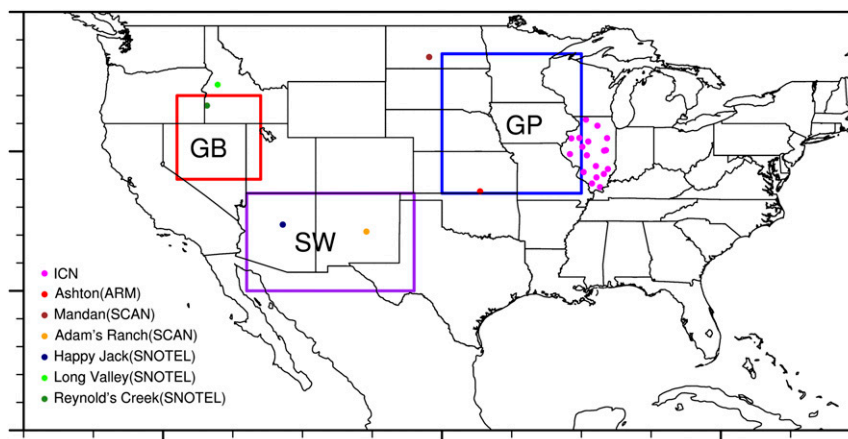 GP
GB
SW
ICN
Ashton(ARM)
Mandan(SCAN)
Adam's Ranch(SCAN)
Happy Jack(SNOTEL)
Long Valley(SNOTEL)
Reynold's Creek(SNOTEL)